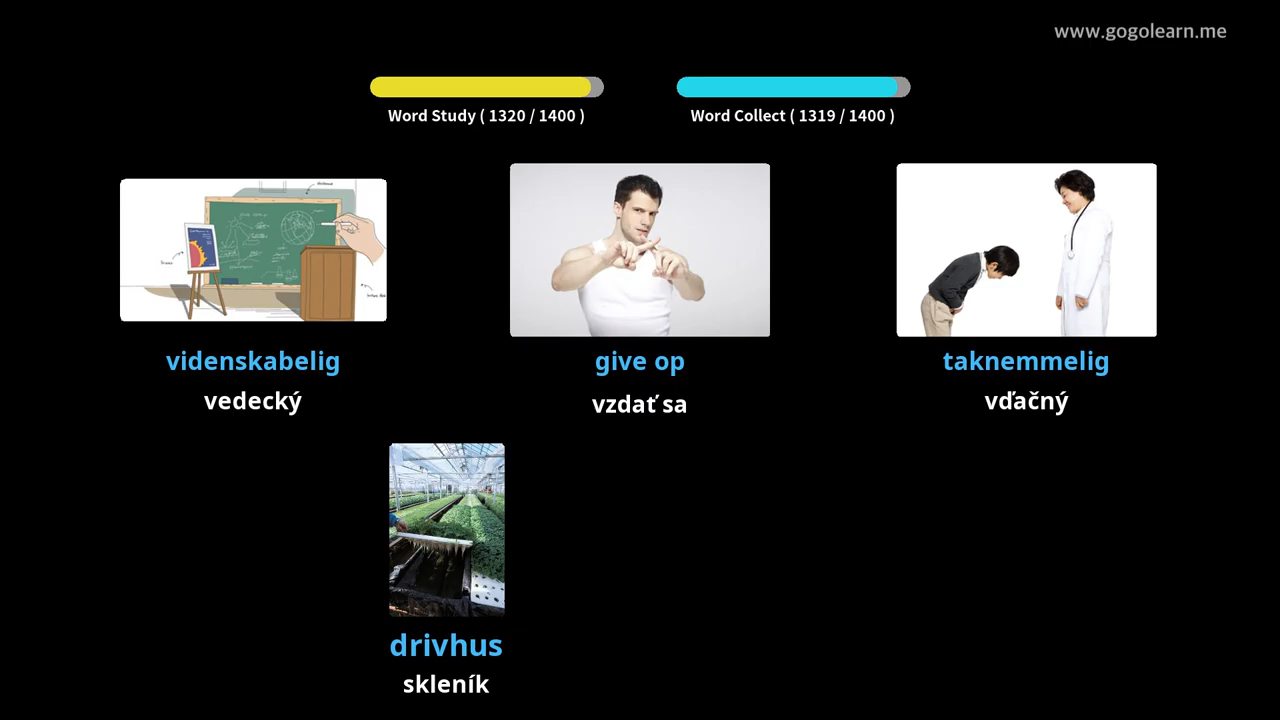 www.gogolearn.me
Word Study ( 1320 / 1400 )
Word Collect ( 1319 / 1400 )
videnskabelig
vedecký
give op
vzdať sa
taknemmelig
vďačný
drivhus
skleník